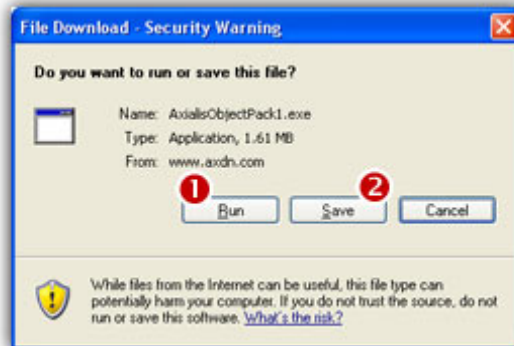 File Download - Security Warning
Do you want to run or save this file?
Name: AxialisObjectPack1.exe
Type: Application, 1.61 MB
From: www.axdn.com
1 2
Run Save Cancel
While files from the Internet can be useful, this file type can
potentially harm your computer. If you do not trust the source, do not
run or save this software. What's the risk?